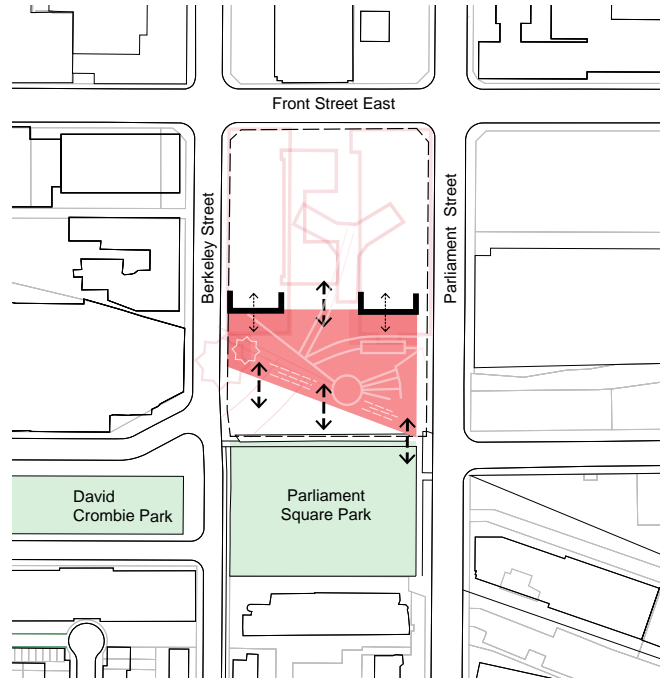 Front Street East
Berkeley Street
Parliament Street
David
Crombie Park
Parliament
Square Park